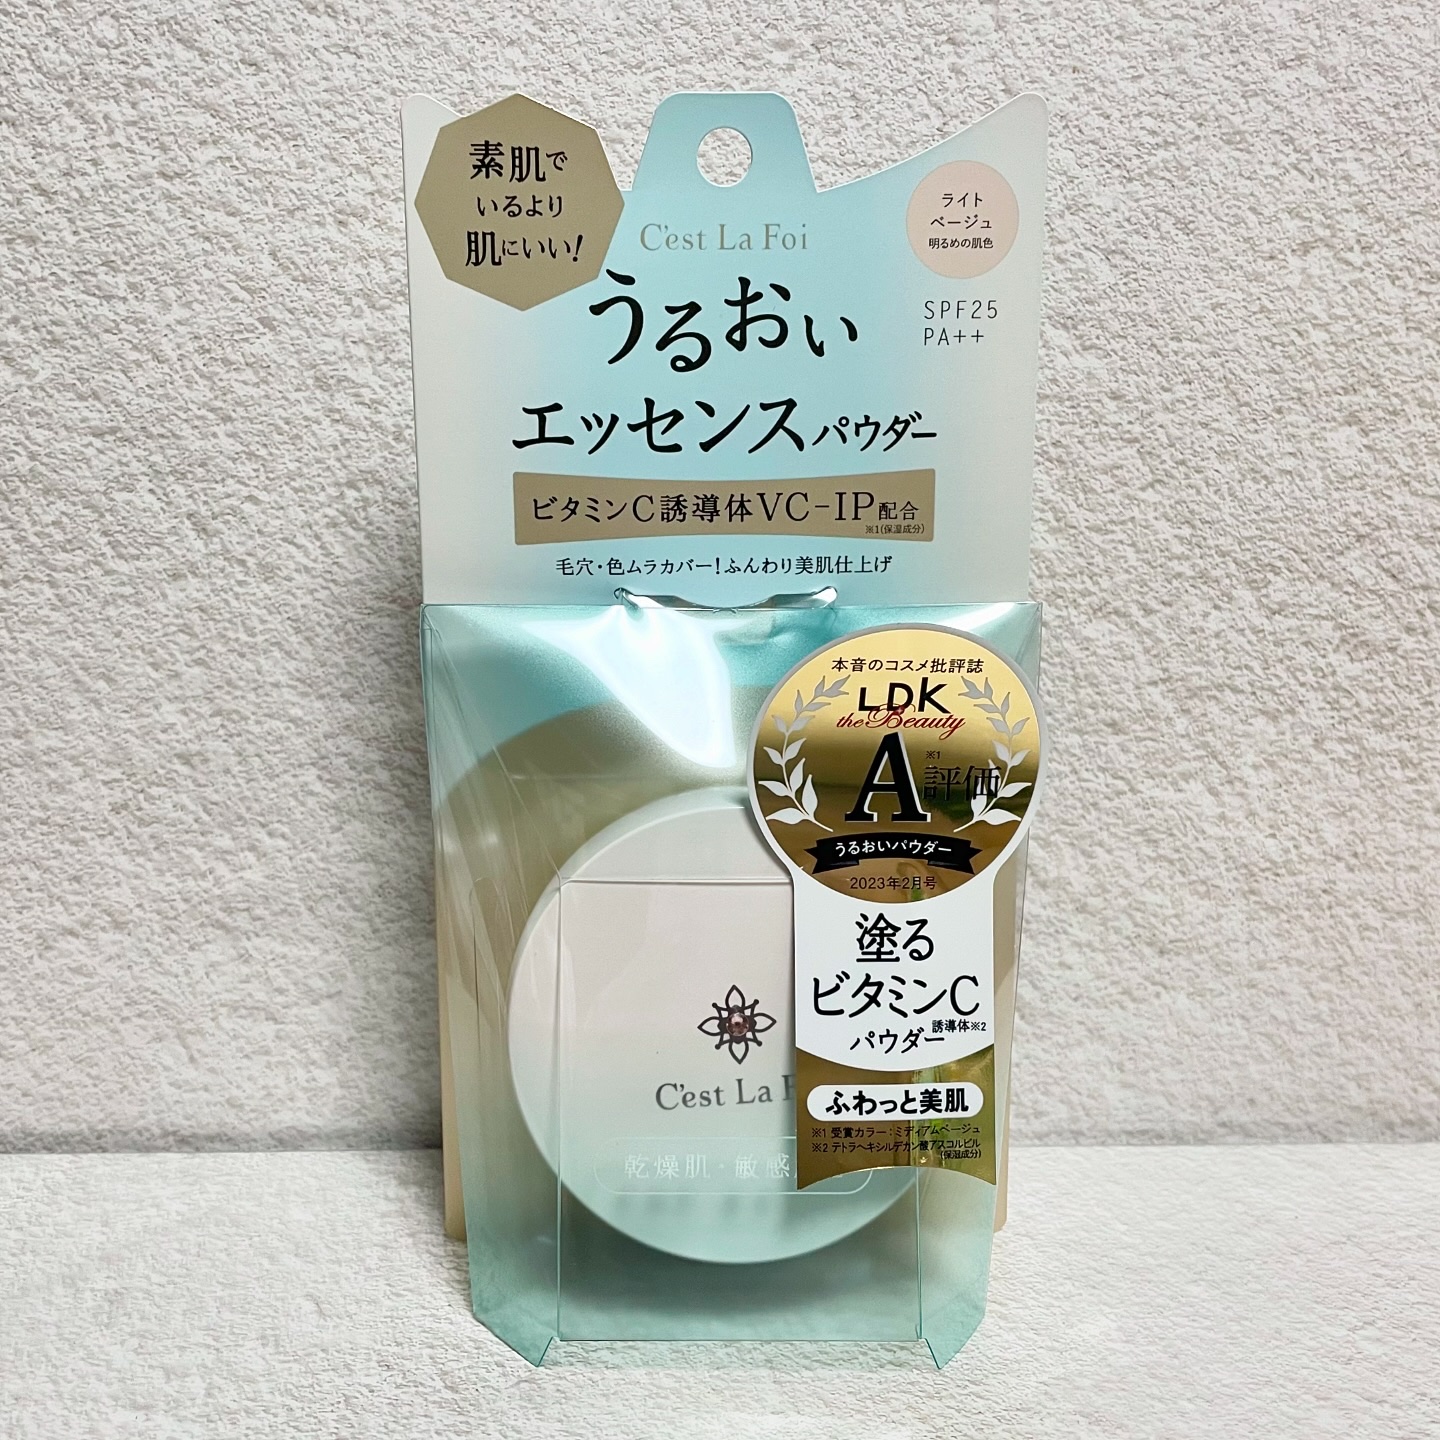 素肌で
いるより
肌にいい!
C'est La Foi
ライト
ベージュ
明るめの肌色
SPF25
PA++
うるおい
エッセンスパウダー
ビタミンC誘導体VC-IP配合
※1(保湿成分)
毛穴・色ムラカバー!ふんわり美肌仕上げ
本音のコスメ批評誌
LDK
the Beauty
A※1評価
うるおいパウダー
2023年2月号
塗る
ビタミンC
誘導体※2
パウダー
ふわっと美肌
※1 受賞カラー:ミディアムベージュ
※2 テトラヘキシルデカン酸アスコルビル
(保湿成分)
C'est La F
乾燥肌・敏感